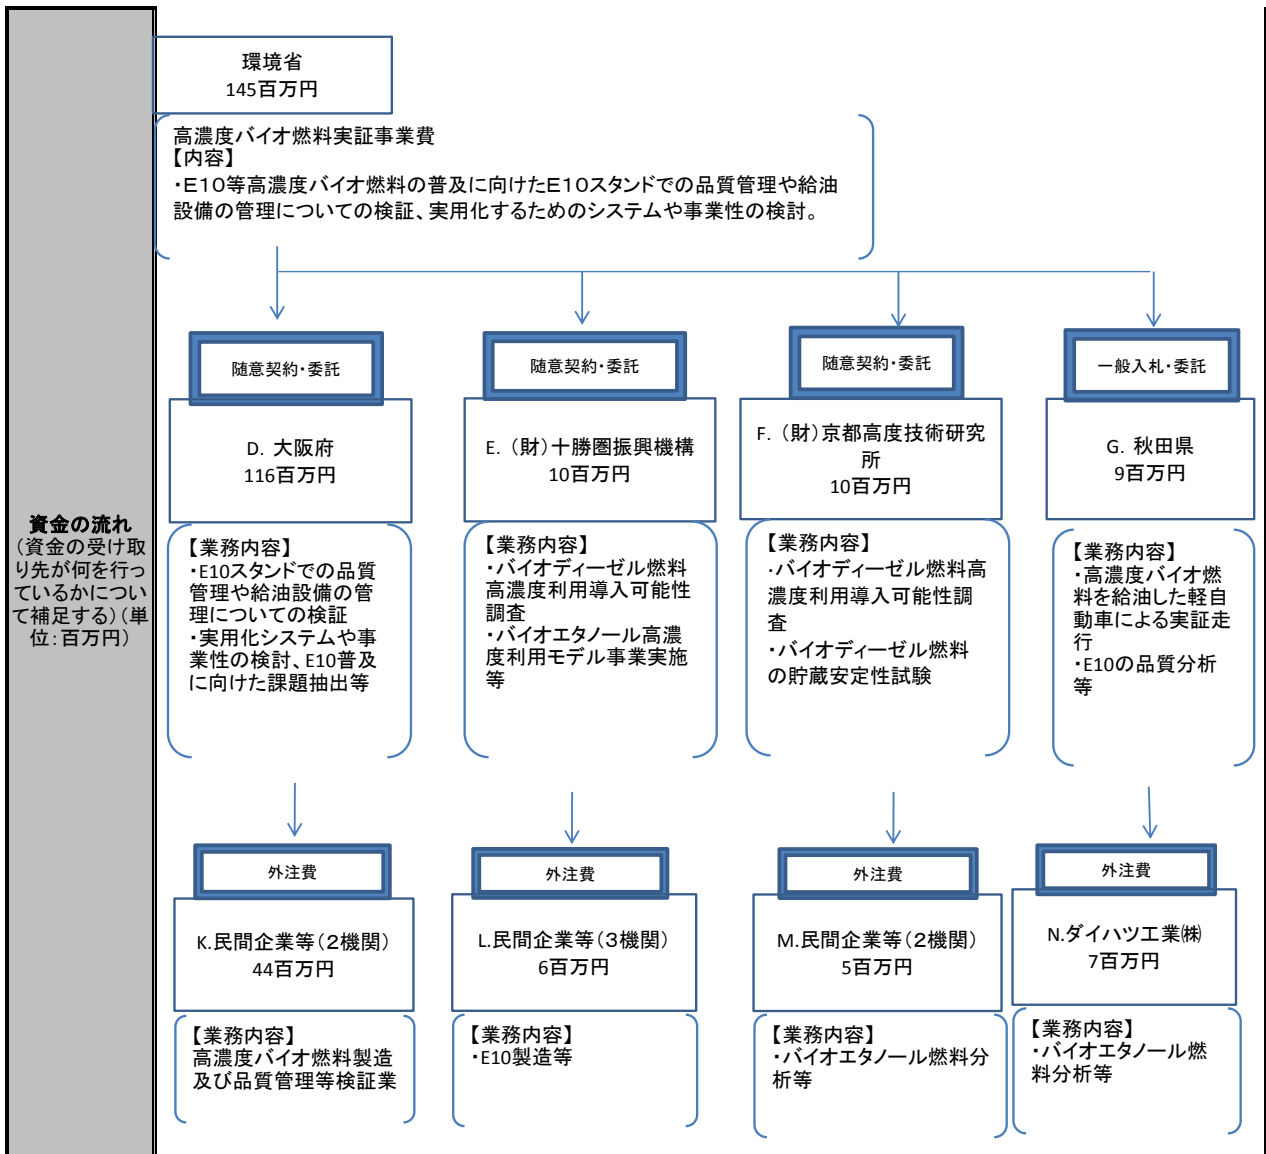 資金の流れ
（資金の受け取
り先が何を行っ
ているかについ
て補足する）（単
位：百万円）
環境省
145百万円
高濃度バイオ燃料実証事業費
【内容】
・Ｅ１０等高濃度バイオ燃料の普及に向けたＥ１０スタンドでの品質管理や給油
設備の管理についての検証、実用化するためのシステムや事業性の検討。
随意契約・委託
D. 大阪府
116百万円
【業務内容】
・E10スタンドでの品質
管理や給油設備の管
理についての検証
・実用化システムや事
業性の検討、E10普及
に向けた課題抽出等
随意契約・委託
E.（財）十勝圏振興機構
10百万円
【業務内容】
・バイオディーゼル燃料
高濃度利用導入可能性
調査
・バイオエタノール高濃
度利用モデル事業実施
等
随意契約・委託
F.（財）京都高度技術研究
所
10百万円
【業務内容】
・バイオディーゼル燃料高
濃度利用導入可能性調
査
・バイオディーゼル燃料
の貯蔵安定性試験
一般入札・委託
G. 秋田県
9百万円
【業務内容】
・高濃度バイオ燃
料を給油した軽自
動車による実証走
行
・E10の品質分析
等
外注費
K.民間企業等（２機関）
44百万円
【業務内容】
高濃度バイオ燃料製造
及び品質管理等検証業
外注費
L.民間企業等（３機関）
6百万円
【業務内容】
・E10製造等
外注費
M.民間企業等（２機関）
5百万円
【業務内容】
・バイオエタノール燃料分
析等
外注費
N.ダイハツ工業㈱
7百万円
【業務内容】
・バイオエタノール燃
料分析等